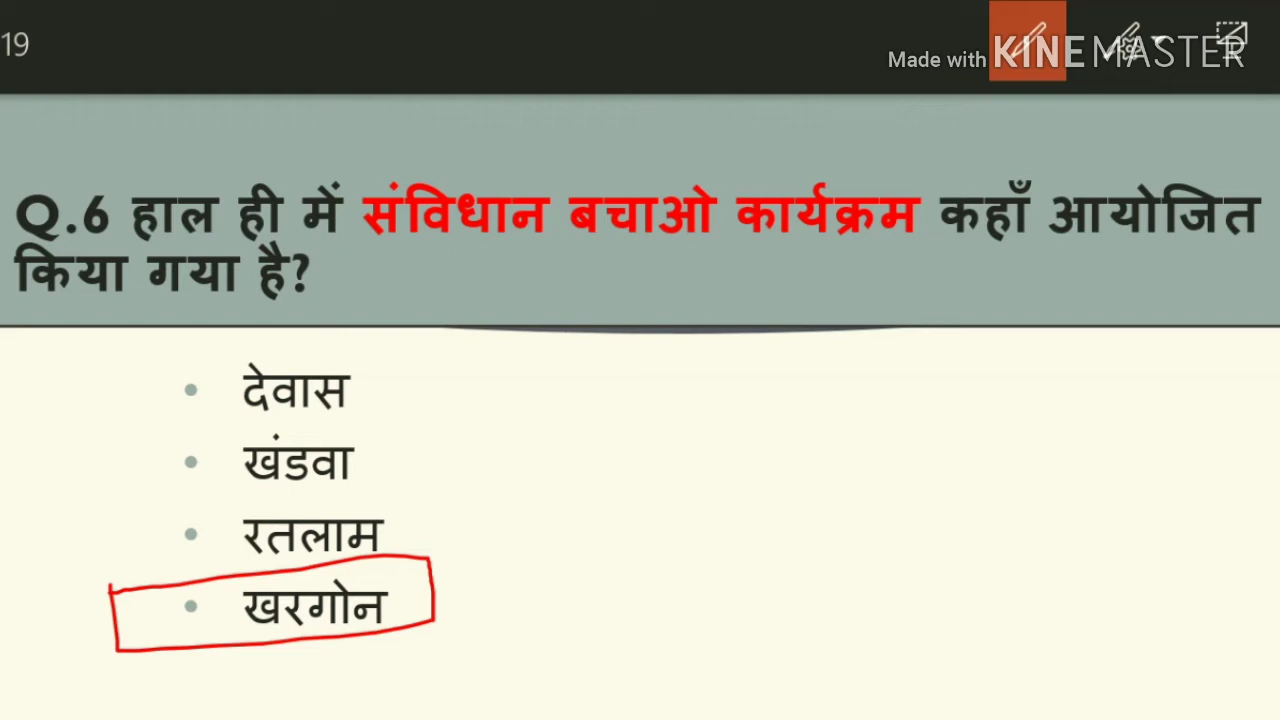 19
Made with KINEMASTER
Q.6 हाल ही में संविधान बचाओ कार्यक्रम कहाँ आयोजित
किया गया है?
• देवास
• खंडवा
• रतलाम
• खरगोन